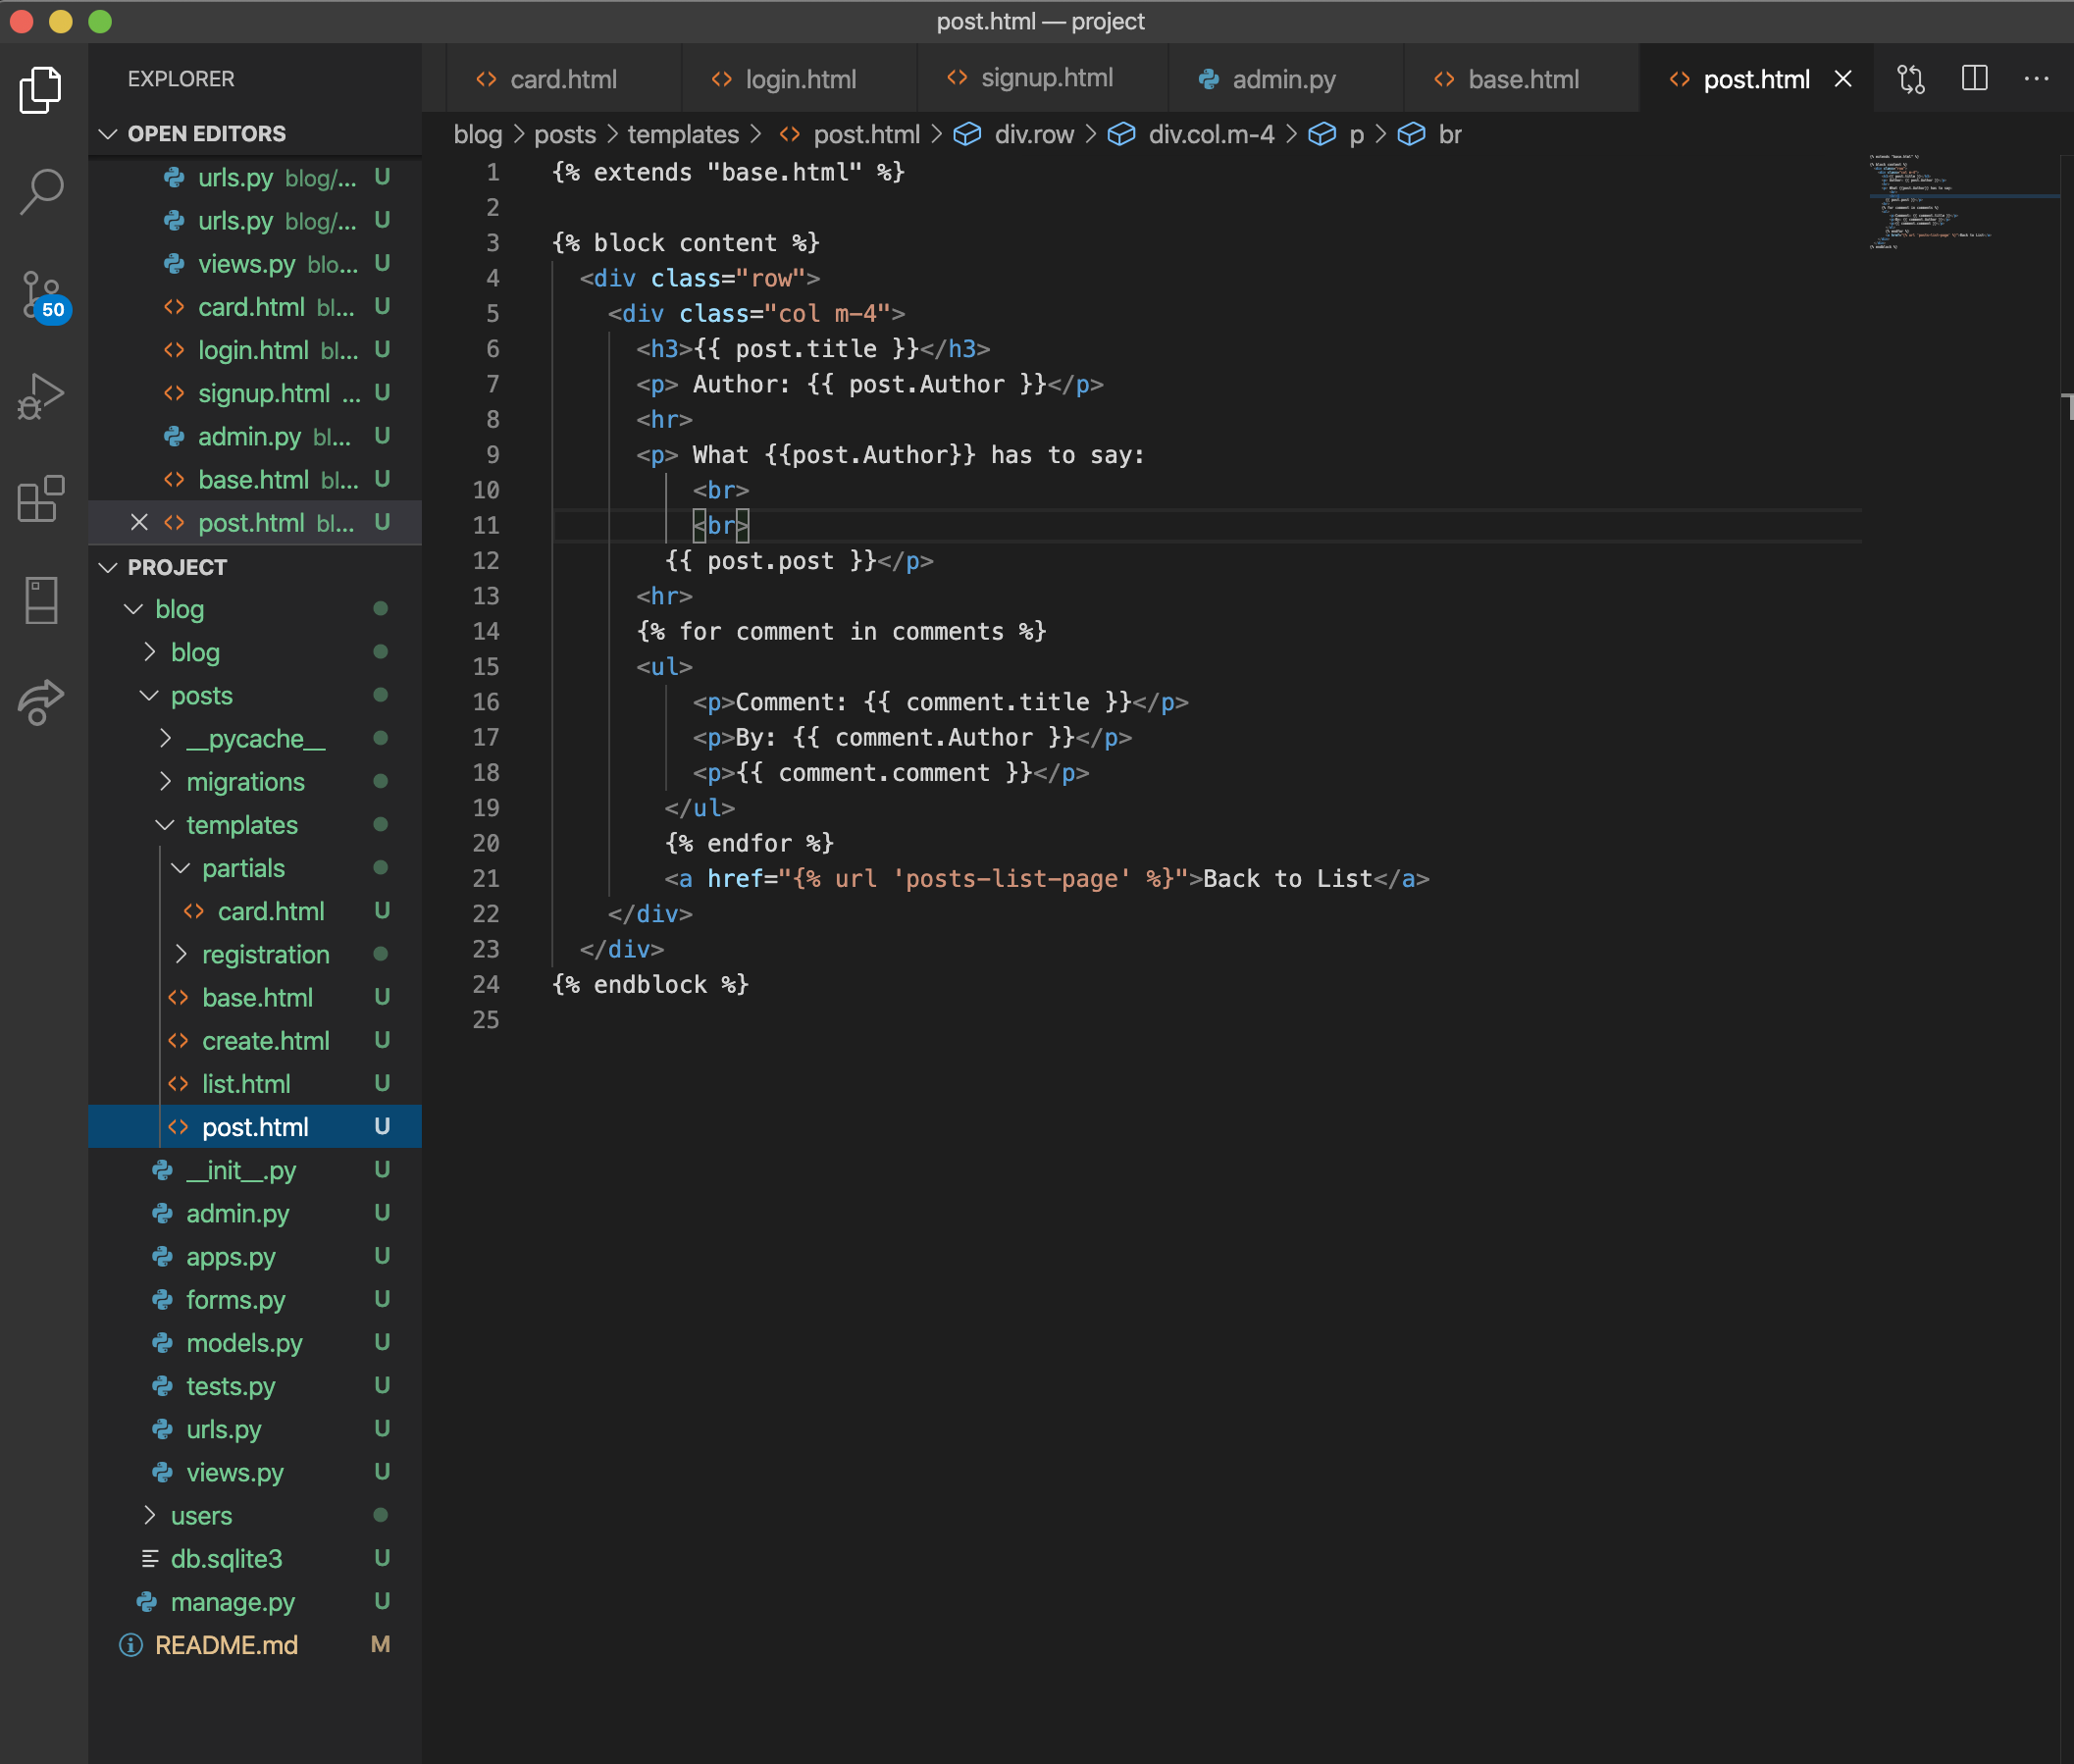 post.html — project
EXPLORER
OPEN EDITORS
urls.py blog/... U
urls.py blog/... U
views.py blo... U
card.html bl... U
login.html bl... U
signup.html ... U
admin.py bl... U
base.html bl... U
post.html bl... U
PROJECT
blog
blog
posts
__pycache__
migrations
templates
partials
card.html U
registration
base.html U
create.html U
list.html U
post.html U
__init__.py U
admin.py U
apps.py U
forms.py U
models.py U
tests.py U
urls.py U
views.py U
users
db.sqlite3 U
manage.py U
README.md M
50
card.html login.html signup.html admin.py base.html post.html
blog > posts > templates > post.html > div.row > div.col.m-4 > p > br
1 {% extends "base.html" %}
2
3 {% block content %}
4 <div class="row">
5 <div class="col m-4">
6 <h3>{{ post.title }}</h3>
7 <p> Author: {{ post.Author }}</p>
8 <hr>
9 <p> What {{post.Author}} has to say:
10 <br>
11 <br>
12 {{ post.post }}</p>
13 <hr>
14 {% for comment in comments %}
15 <ul>
16 <p>Comment: {{ comment.title }}</p>
17 <p>By: {{ comment.Author }}</p>
18 <p>{{ comment.comment }}</p>
19 </ul>
20 {% endfor %}
21 <a href="{% url 'posts-list-page' %}">Back to List</a>
22 </div>
23 </div>
24 {% endblock %}
25